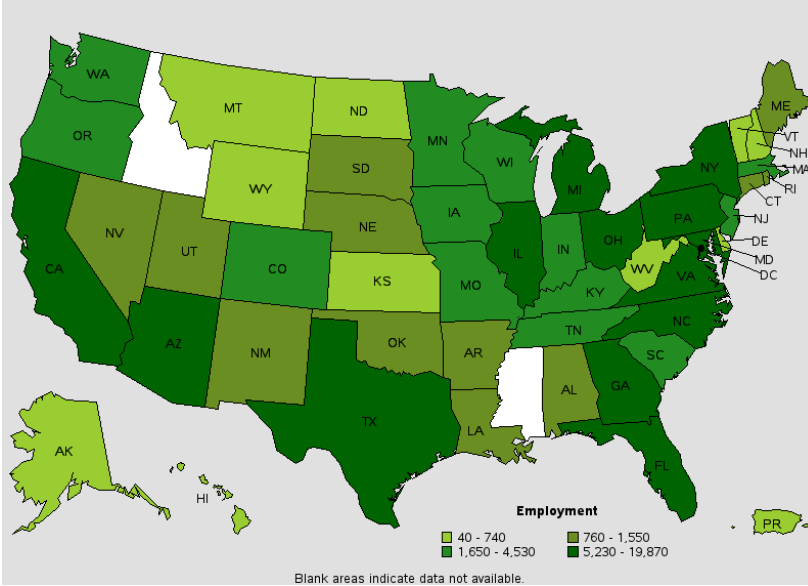 WA
MT
ND
MN
ME
OR
VT
NH
WI
SD
NY
MA
WY
MI
RI
CT
IA
PA
NJ
NE
NV
UT
IL
IN
OH
DE
CO
MD
CA
KS
MO
WV
VA
DC
KY
NC
TN
AZ
NM
OK
AR
SC
AL
GA
TX
LA
AK
FL
HI
PR
Employment
40 - 740
760 - 1,550
1,650 - 4,530
5,230 - 19,870
Blank areas indicate data not available.